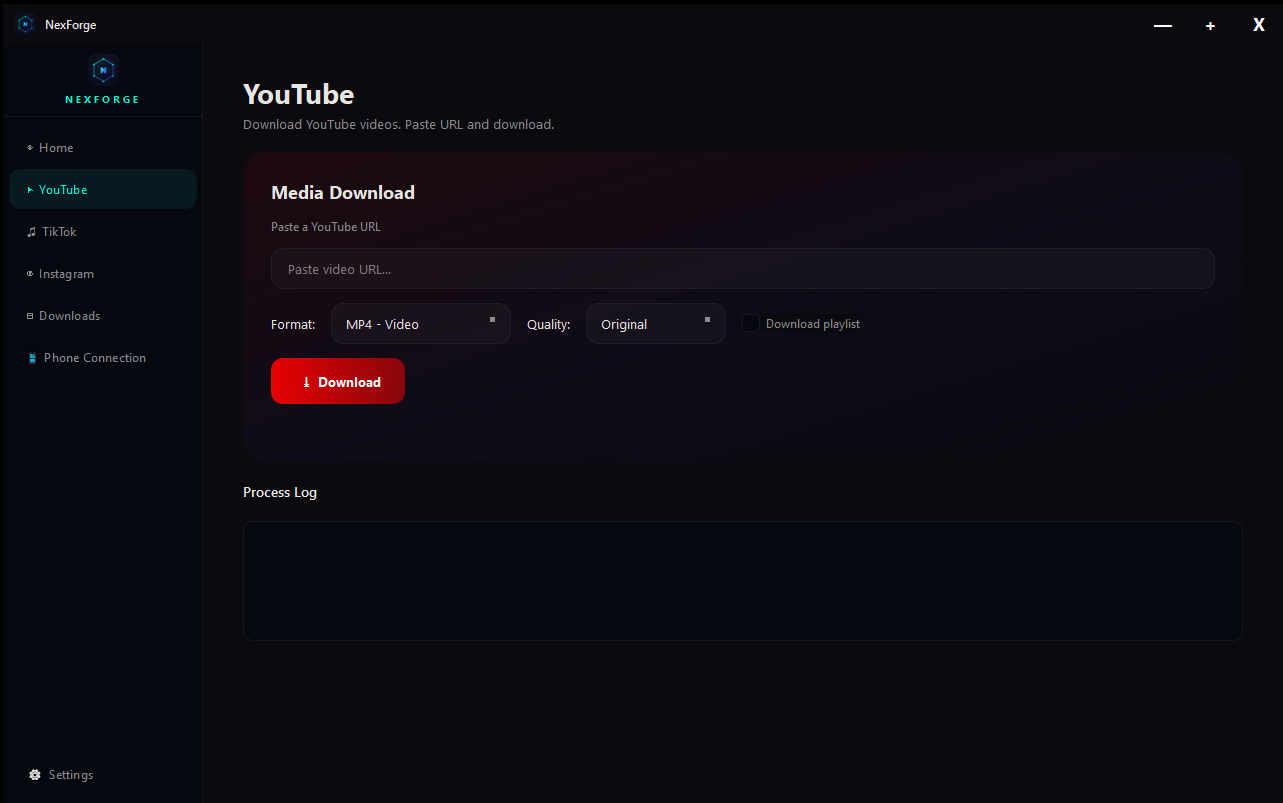 NexForge
— + X
NEXFORGE
Home
YouTube
TikTok
Instagram
Downloads
Phone Connection
Settings
YouTube
Download YouTube videos. Paste URL and download.
Media Download
Paste a YouTube URL
Paste video URL...
Format: MP4 - Video Quality: Original Download playlist
Download
Process Log